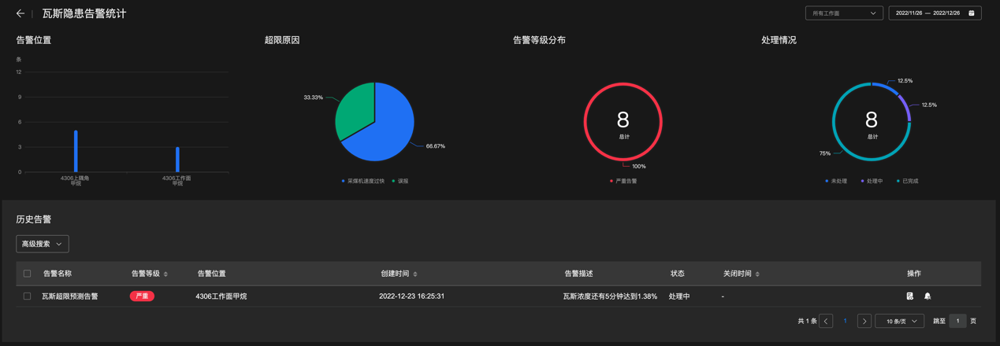 瓦斯隐患告警统计
所有工作面
2022/11/26 — 2022/12/26
告警位置
条
12
9
6
3
0
4306上隅角
甲烷
4306工作面
甲烷
超限原因
33.33%
66.67%
采煤机速度过快 误报
告警等级分布
8
总计
100%
严重告警
处理情况
12.5%
12.5%
8
总计
75%
未处理 处理中 已完成
历史告警
高级搜索
告警名称 告警等级 告警位置 创建时间 告警描述 状态 关闭时间 操作
瓦斯超限预测告警 严重 4306工作面甲烷 2022-12-23 16:25:31 瓦斯浓度还有5分钟达到1.38% 处理中 -
共 1 条 1 10 条/页 跳至 1 页